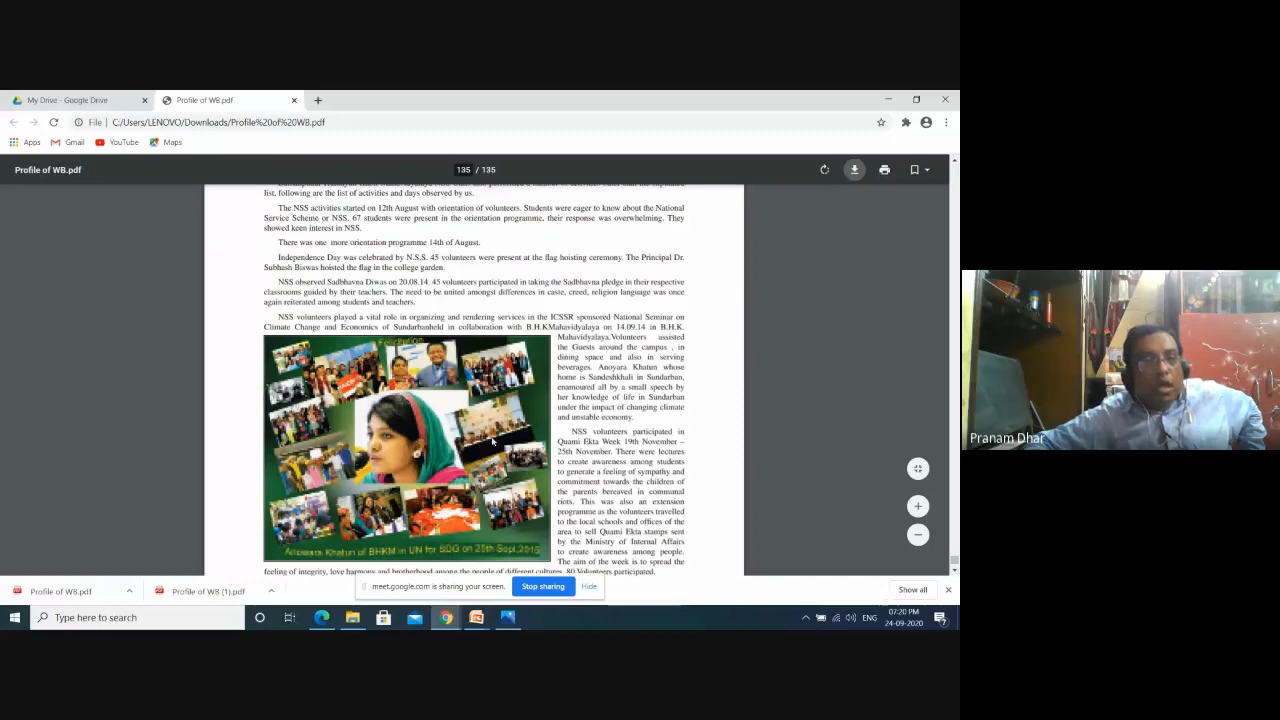 My Drive - Google Drive
Profile of WB.pdf
File | C:/Users/LENOVO/Downloads/Profile%20of%20WB.pdf
Apps Gmail YouTube Maps
Profile of WB.pdf
135 / 135
list, following are the list of activities and days observed by us.
The NSS activities started on 12th August with orientation of volunteers. Students were eager to know about the National
Service Scheme or NSS. 67 students were present in the orientation programme, their response was overwhelming. They
showed keen interest in NSS.
There was one more orientation programme 14th of August.
Independence Day was celebrated by N.S.S. 45 volunteers were present at the flag hoisting ceremony. The Principal Dr.
Subhash Biswas hoisted the flag in the college garden.
NSS observed Sadbhavna Diwas on 20.08.14. 45 volunteers participated in taking the Sadbhavna pledge in their respective
classrooms guided by their teachers. The need to be united amongst differences in caste, creed, religion language was once
again reiterated among students and teachers.
NSS volunteers played a vital role in organizing and rendering services in the ICSSR sponsored National Seminar on
Climate Change and Economics of Sundarbanheld in collaboration with B.H.KMahavidyalaya on 14.09.14 in B.H.K.
Mahavidyalaya.Volunteers assisted
the Guests around the campus , in
dining space and also in serving
beverages. Anoyara Khatun whose
home is Sandeshkhali in Sundarban,
enamoured all by a small speech by
her knowledge of life in Sundarban
under the impact of changing climate
and unstable economy.
NSS volunteers participated in
Quami Ekta Week 19th November –
25th November. There were lectures
to create awareness among students
to generate a feeling of sympathy and
commitment towards the children of
the parents bereaved in communal
riots. This was also an extension
programme as the volunteers travelled
to the local schools and offices of the
area to sell Quami Ekta stamps sent
by the Ministry of Internal Affairs
to create awareness among people.
The aim of the week is to spread the
feeling of integrity, love harmony and brotherhood among the people of different cultures. 80 Volunteers participated.
Felicitation
Anowara Khatun of BHKM in UN for SDG on 25th Sept,2015
Pranam Dhar
meet.google.com is sharing your screen.
Stop sharing
Hide
Profile of WB.pdf
Profile of WB (1).pdf
Show all
Type here to search
ENG
07:20 PM
24-09-2020
7